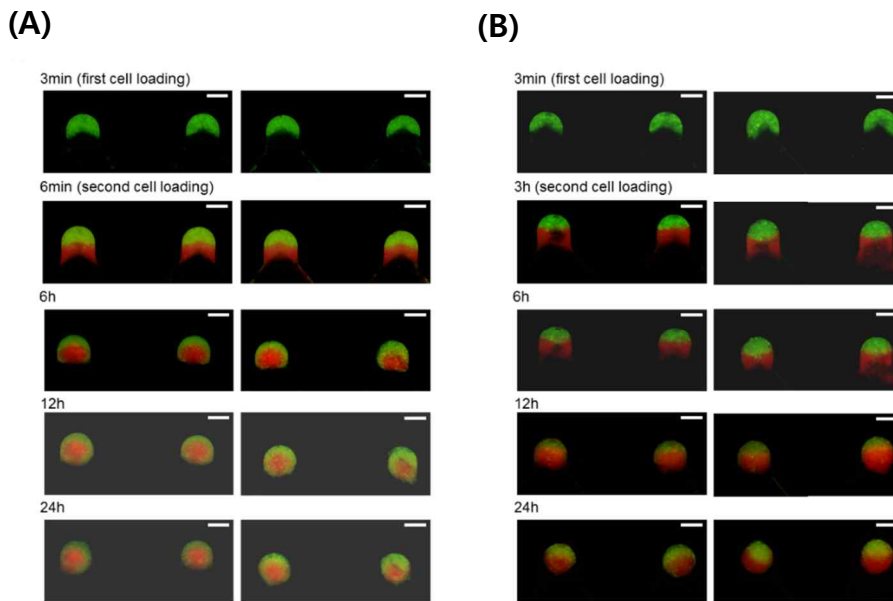 (A)
3min (first cell loading)
6min (second cell loading)
6h
12h
24h
(B)
3min (first cell loading)
3h (second cell loading)
6h
12h
24h